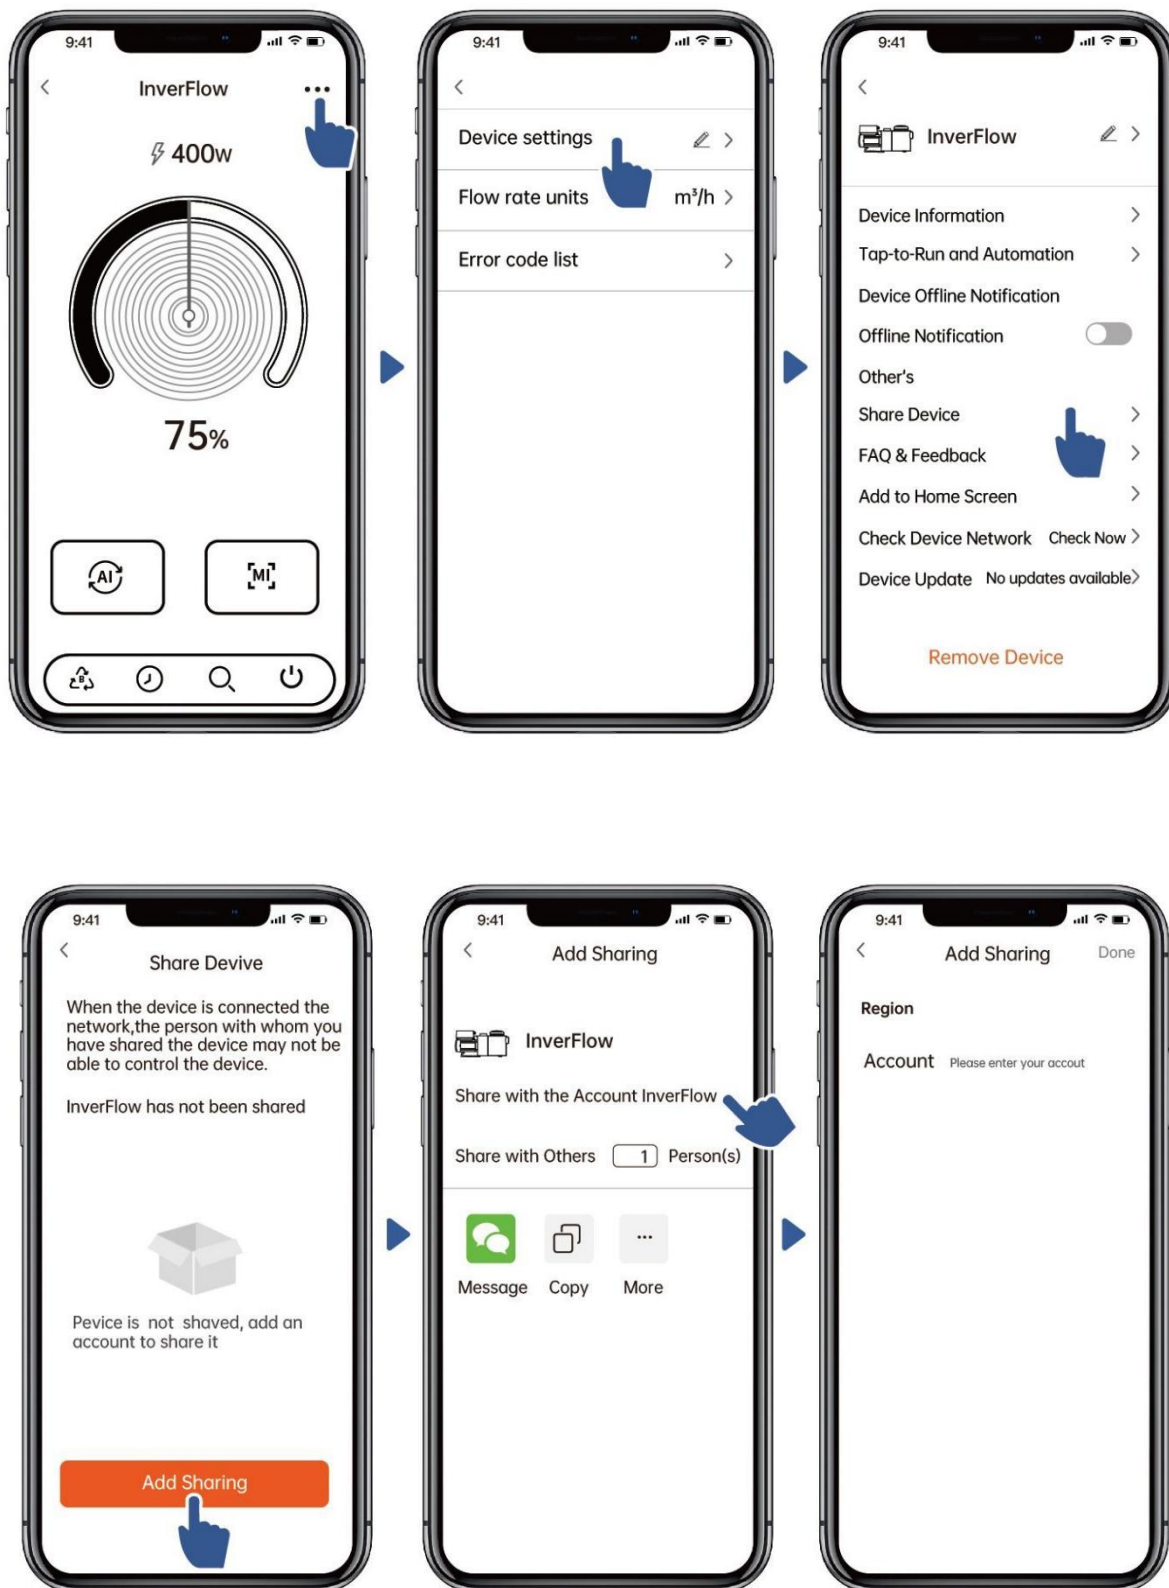 9:41
InverFlow
400w
75%
AI
MI
B
9:41
Device settings
Flow rate units m³/h
Error code list
9:41
InverFlow
Device Information
Tap-to-Run and Automation
Device Offline Notification
Offline Notification
Other's
Share Device
FAQ & Feedback
Add to Home Screen
Check Device Network Check Now
Device Update No updates available
Remove Device
9:41
Share Devive
When the device is connected the
network,the person with whom you
have shared the device may not be
able to control the device.
InverFlow has not been shared
Pevice is not shaved, add an
account to share it
Add Sharing
9:41
Add Sharing
InverFlow
Share with the Account InverFlow
Share with Others 1 Person(s)
Message Copy More
9:41
Add Sharing Done
Region
Account Please enter your accout